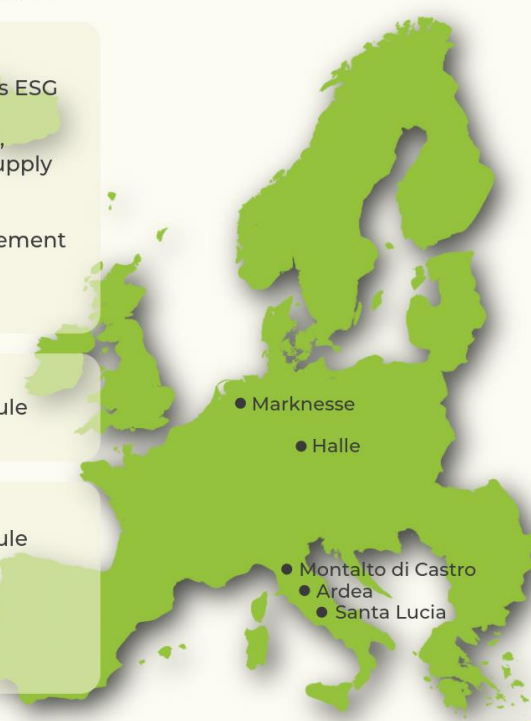 s ESG
,
upply
ement
ule
ule
Marknesse
Halle
Montalto di Castro
Ardea
Santa Lucia